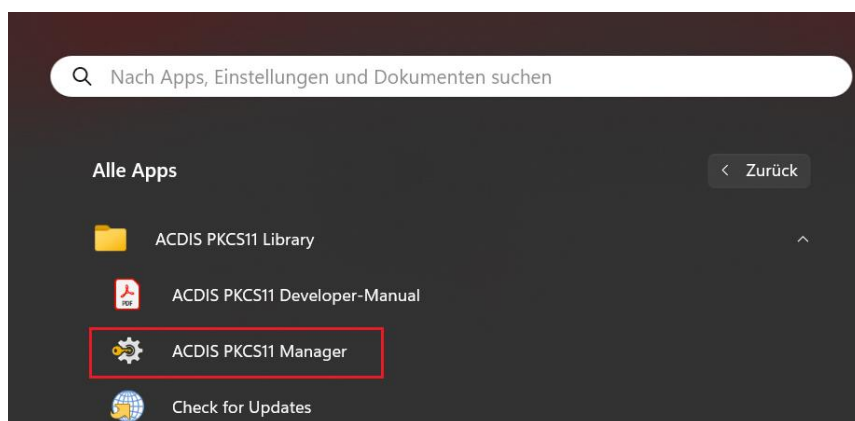 Nach Apps, Einstellungen und Dokumenten suchen
Alle Apps
Zurück
ACDIS PKCS11 Library
PDF
ACDIS PKCS11 Developer-Manual
ACDIS PKCS11 Manager
Check for Updates